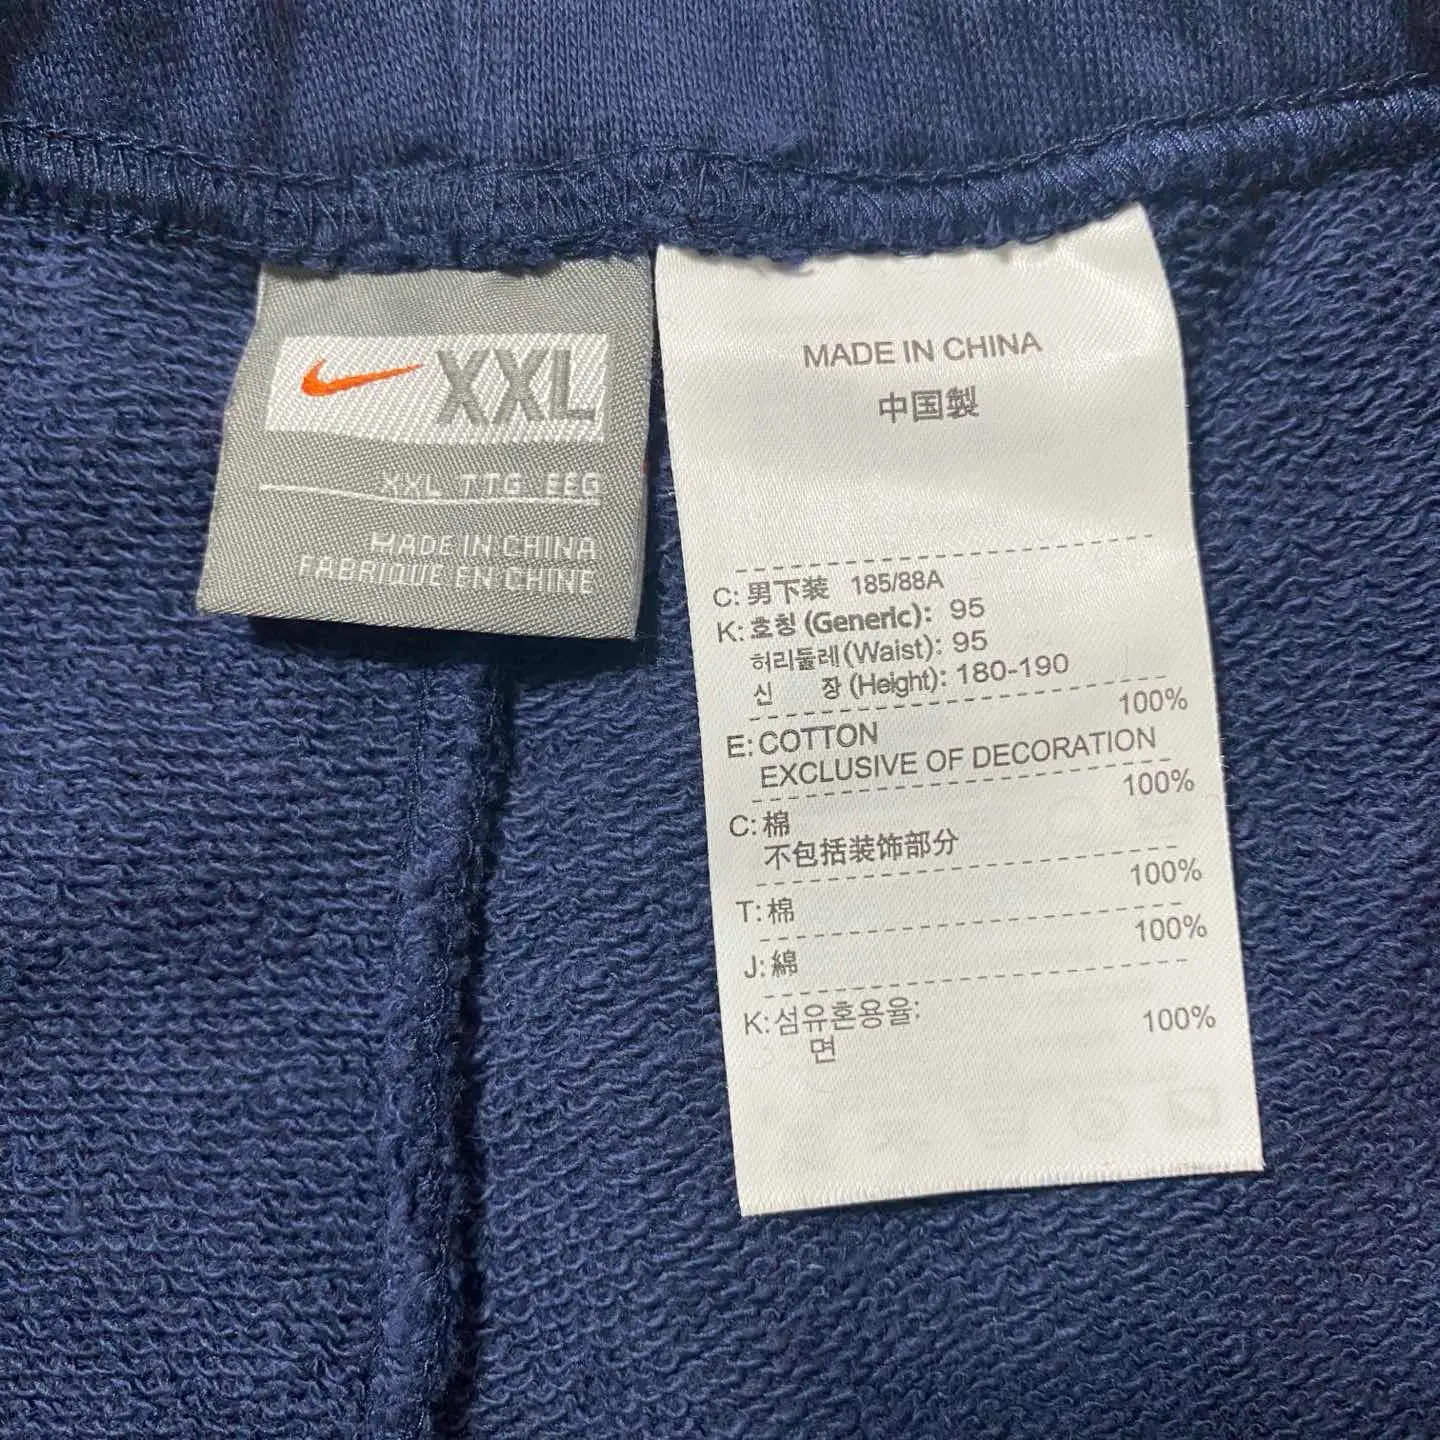 XXL
XXL TTG EEG
MADE IN CHINA
FABRIQUE EN CHINE
MADE IN CHINA
中国製
C: 男下装 185/88A
K: 호칭 (Generic): 95
허리둘레(Waist): 95
신 장 (Height): 180-190
100%
E: COTTON
EXCLUSIVE OF DECORATION
100%
C: 棉
不包括装饰部分
100%
T: 棉
100%
J: 綿
K: 섬유혼용율:
면 100%